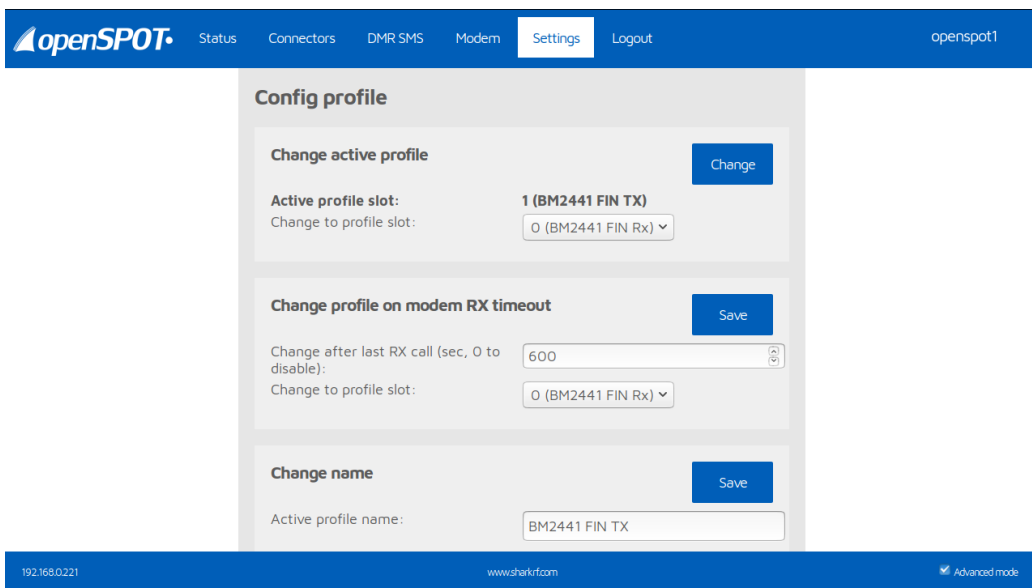 openSPOT Status Connectors DMR SMS Modem Settings Logout openspot1
Config profile
Change active profile
Change
Active profile slot: 1 (BM2441 FIN TX)
Change to profile slot: 0 (BM2441 FIN Rx)
Change profile on modem RX timeout
Save
Change after last RX call (sec, 0 to
disable):
600
Change to profile slot: 0 (BM2441 FIN Rx)
Change name
Save
Active profile name: BM2441 FIN TX
192.168.0.221 www.sharkrf.com Advanced mode